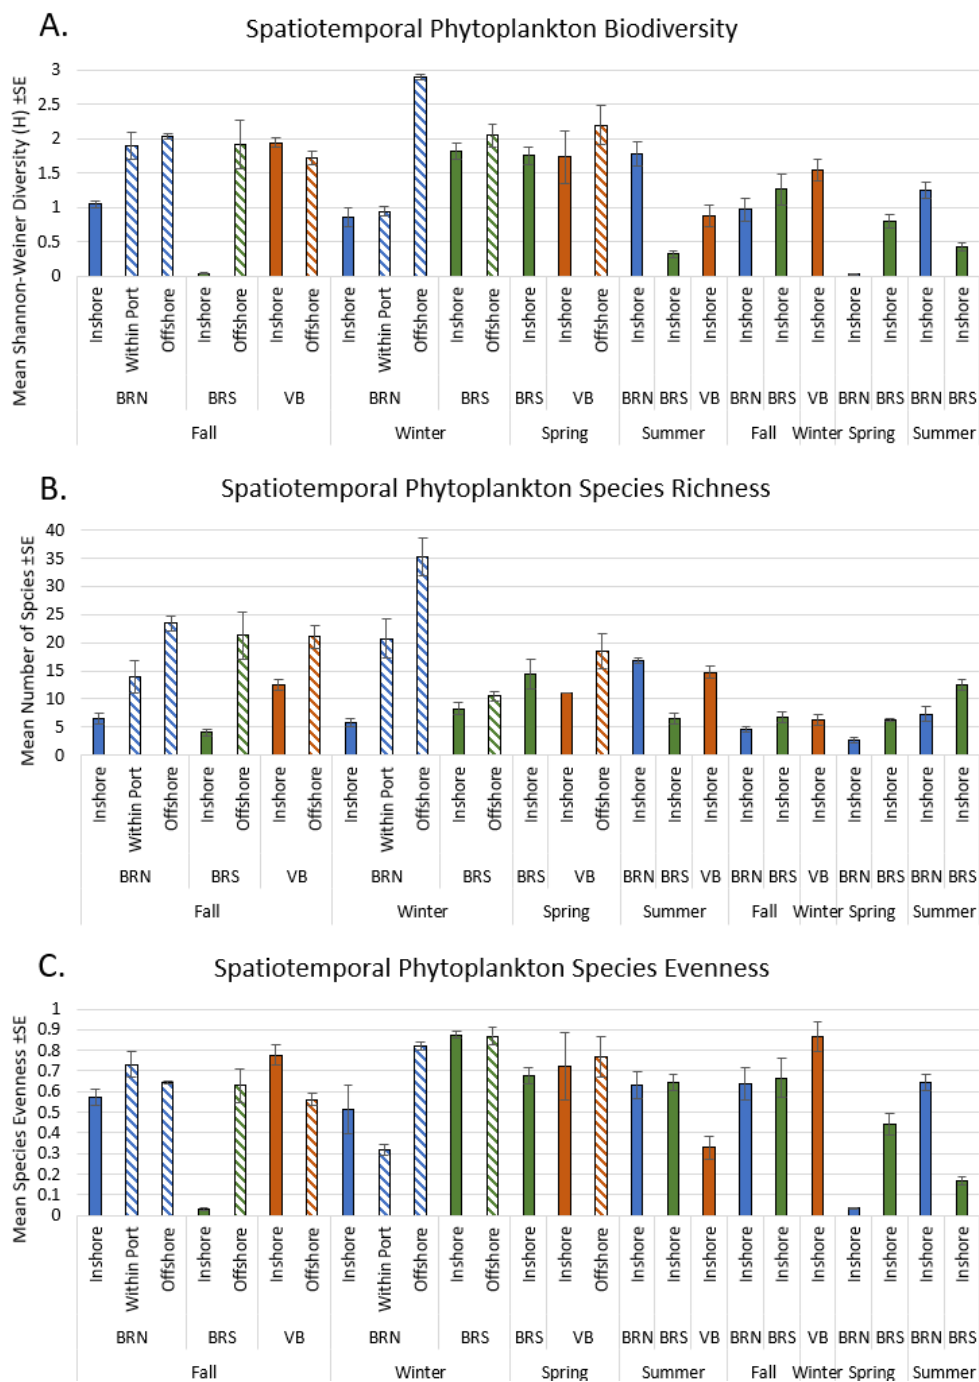 A.
Spatiotemporal Phytoplankton Biodiversity
Mean Shannon-Weiner Diversity (H) ±SE
3
2.5
2
1.5
1
0.5
0
Inshore Within Port Offshore Inshore Offshore Inshore Offshore Inshore Within Port Offshore Inshore Offshore Inshore Inshore Offshore Inshore Inshore Inshore Inshore Inshore Inshore Inshore Inshore Inshore Inshore
BRN BRS VB BRN BRS BRS VB BRN BRS VB BRN BRS VB BRN BRS BRN BRS
Fall Winter Spring Summer Fall Winter Spring Summer
B.
Spatiotemporal Phytoplankton Species Richness
Mean Number of Spcies ±SE
40
35
30
25
20
15
10
5
0
Inshore Within Port Offshore Inshore Offshore Inshore Offshore Inshore Within Port Offshore Inshore Offshore Inshore Inshore Offshore Inshore Inshore Inshore Inshore Inshore Inshore Inshore Inshore Inshore Inshore
BRN BRS VB BRN BRS BRS VB BRN BRS VB BRN BRS VB BRN BRS BRN BRS
Fall Winter Spring Summer Fall Winter Spring Summer
C.
Spatiotemporal Phytoplankton Species Evenness
Mean Species Evenness ±SE
1
0.9
0.8
0.7
0.6
0.5
0.4
0.3
0.2
0.1
0
Inshore Within Port Offshore Inshore Offshore Inshore Offshore Inshore Within Port Offshore Inshore Offshore Inshore Inshore Offshore Inshore Inshore Inshore Inshore Inshore Inshore Inshore Inshore Inshore Inshore
BRN BRS VB BRN BRS BRS VB BRN BRS VB BRN BRS VB BRN BRS BRN BRS
Fall Winter Spring Summer Fall Winter Spring Summer